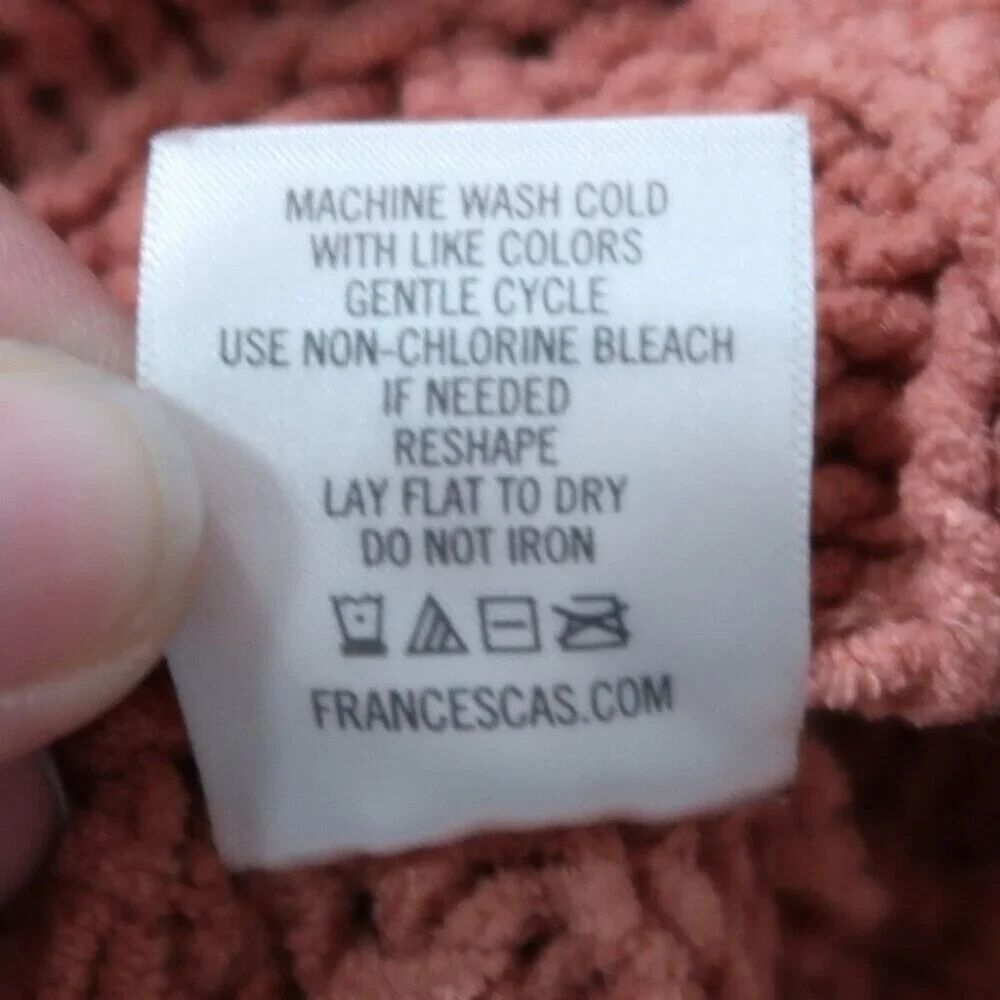 MACHINE WASH COLD
WITH LIKE COLORS
GENTLE CYCLE
USE NON-CHLORINE BLEACH
IF NEEDED
RESHAPE
LAY FLAT TO DRY
DO NOT IRON
FRANCESCAS.COM